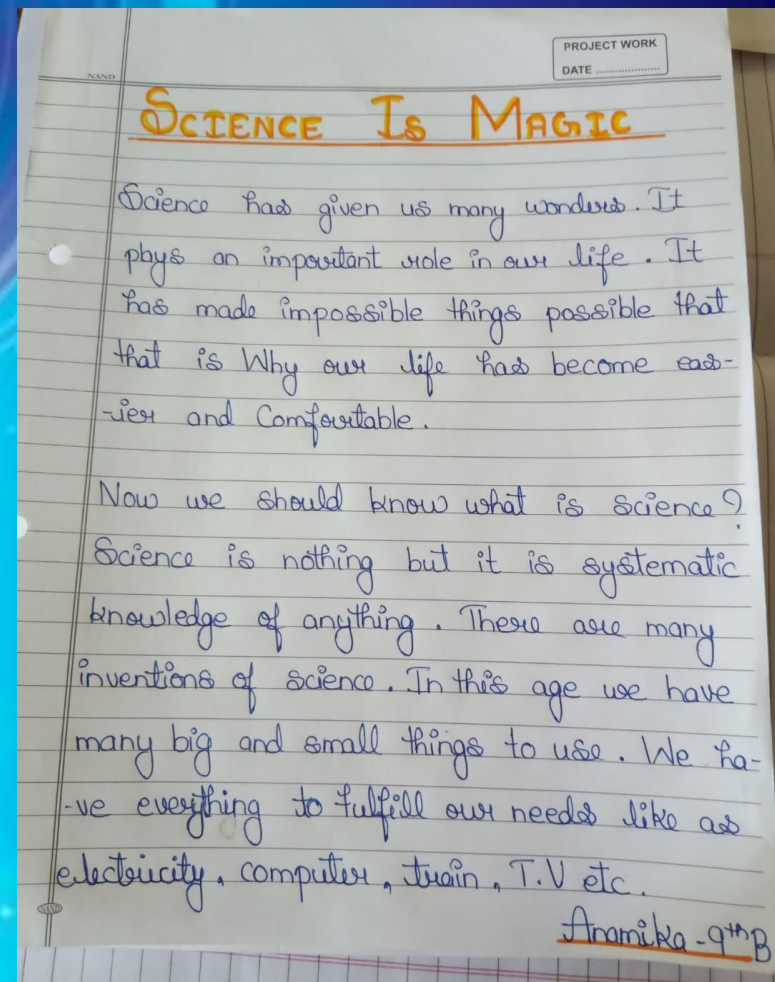 PROJECT WORK
DATE ....................
NAND
SCIENCE IS MAGIC
Science has given us many wonders. It
plays an important role in our life. It
has made impossible things possible that
that is Why our life has become eas-
-ier and Comfortable.
Now we should know what is science?
Science is nothing but it is systematic
knowledge of anything. There are many
inventions of science. In this age we have
many big and small things to use. We ha-
-ve everything to fulfill our needs like as
electricity, computer, train, T.V etc.
NAND
Anamika - 9th B